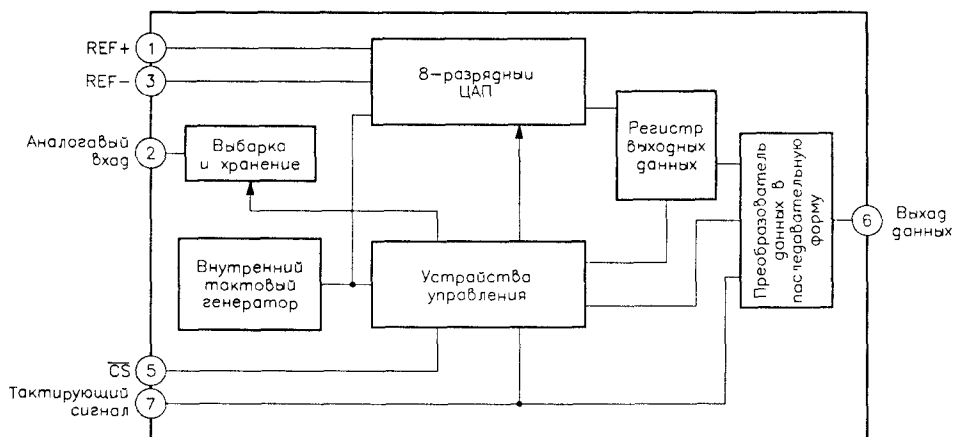 REF+
1
REF−
3
8−разрядный
ЦАП
Аналоговый
вход
2
Выборка
и хранение
Регистр
выходных
данных
Преобразователь
данных в
последовательную
форму
6
Выход
данных
Внутренний
тактовый
генератор
Устройства
управления
CS
5
Тактирующий
сигнал
7